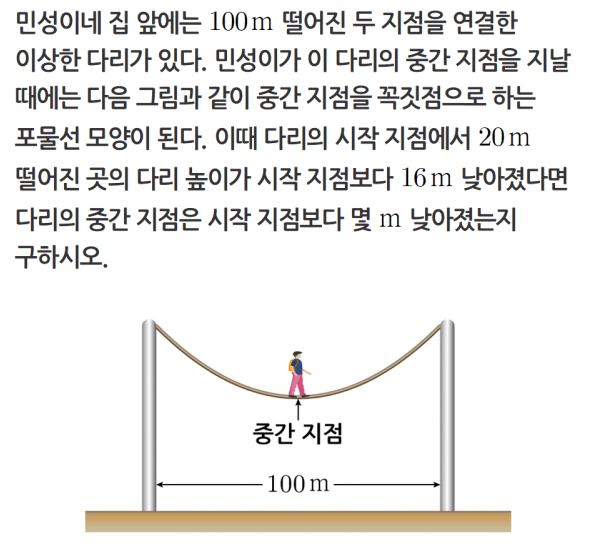 민성이네 집 앞에는 100 m 떨어진 두 지점을 연결한
이상한 다리가 있다. 민성이가 이 다리의 중간 지점을 지날
때에는 다음 그림과 같이 중간 지점을 꼭짓점으로 하는
포물선 모양이 된다. 이때 다리의 시작 지점에서 20 m
떨어진 곳의 다리 높이가 시작 지점보다 16 m 낮아졌다면
다리의 중간 지점은 시작 지점보다 몇 m 낮아졌는지
구하시오.
중간 지점
100 m